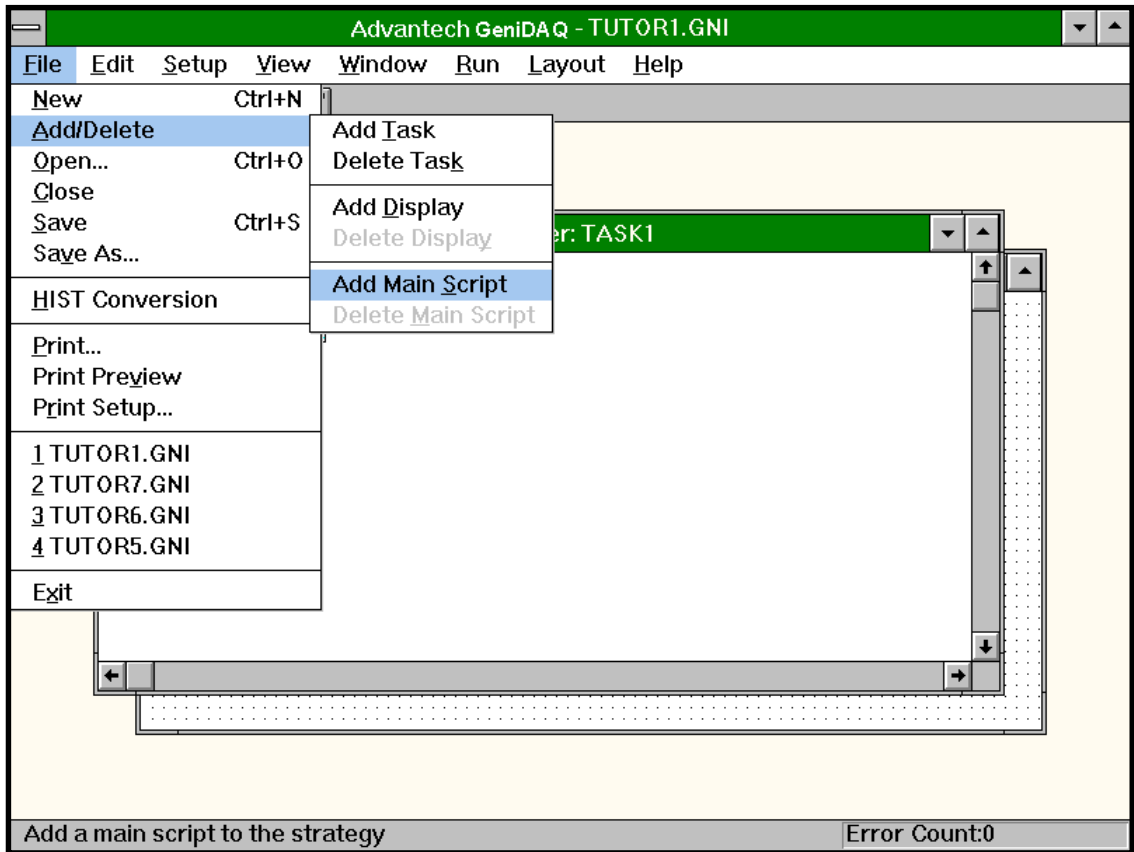 Advantech GeniDAQ - TUTOR1.GNI
File Edit Setup View Window Run Layout Help
New Ctrl+N
Add/Delete
Open... Ctrl+O
Close
Save Ctrl+S
Save As...
HIST Conversion
Print...
Print Preview
Print Setup...
1 TUTOR1.GNI
2 TUTOR7.GNI
3 TUTOR6.GNI
4 TUTOR5.GNI
Exit
Add Task
Delete Task
Add Display
Delete Display
Add Main Script
Delete Main Script
er: TASK1
Add a main script to the strategy
Error Count:0